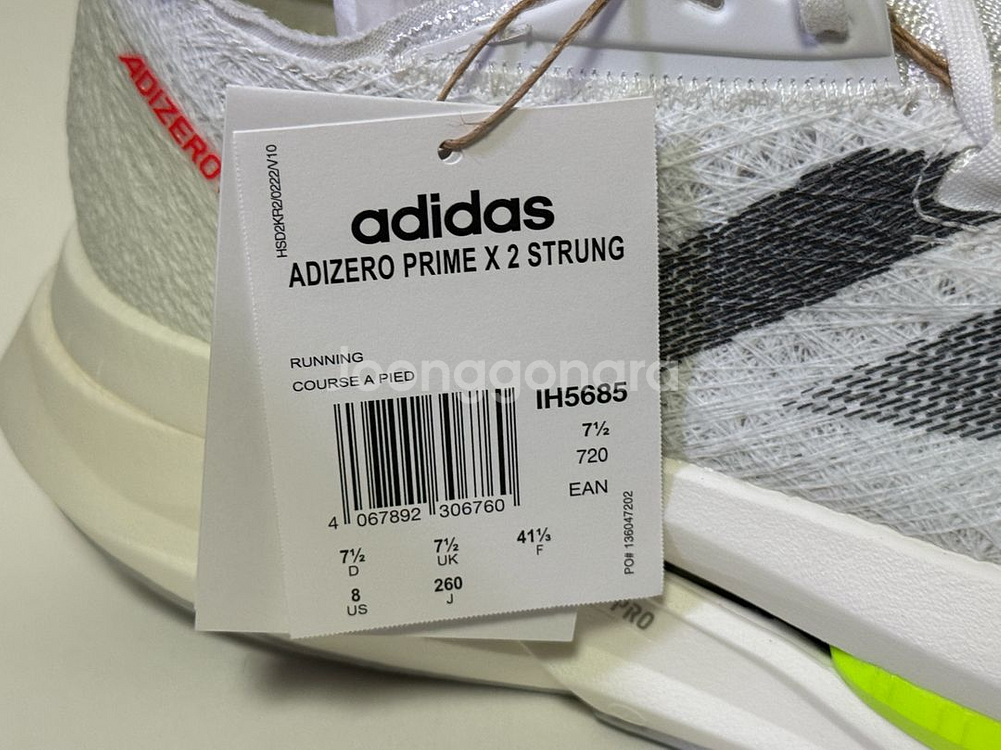 ADIZERO
HSD2KR2/0222/V10
adidas
ADIZERO PRIME X 2 STRUNG
RUNNING
COURSE A PIED
joonggonara
IH5685
7½
720
EAN
4 067892 306760
7½
D
7½
UK
41⅓
F
8
US
260
J
PO# 136047202
PRO